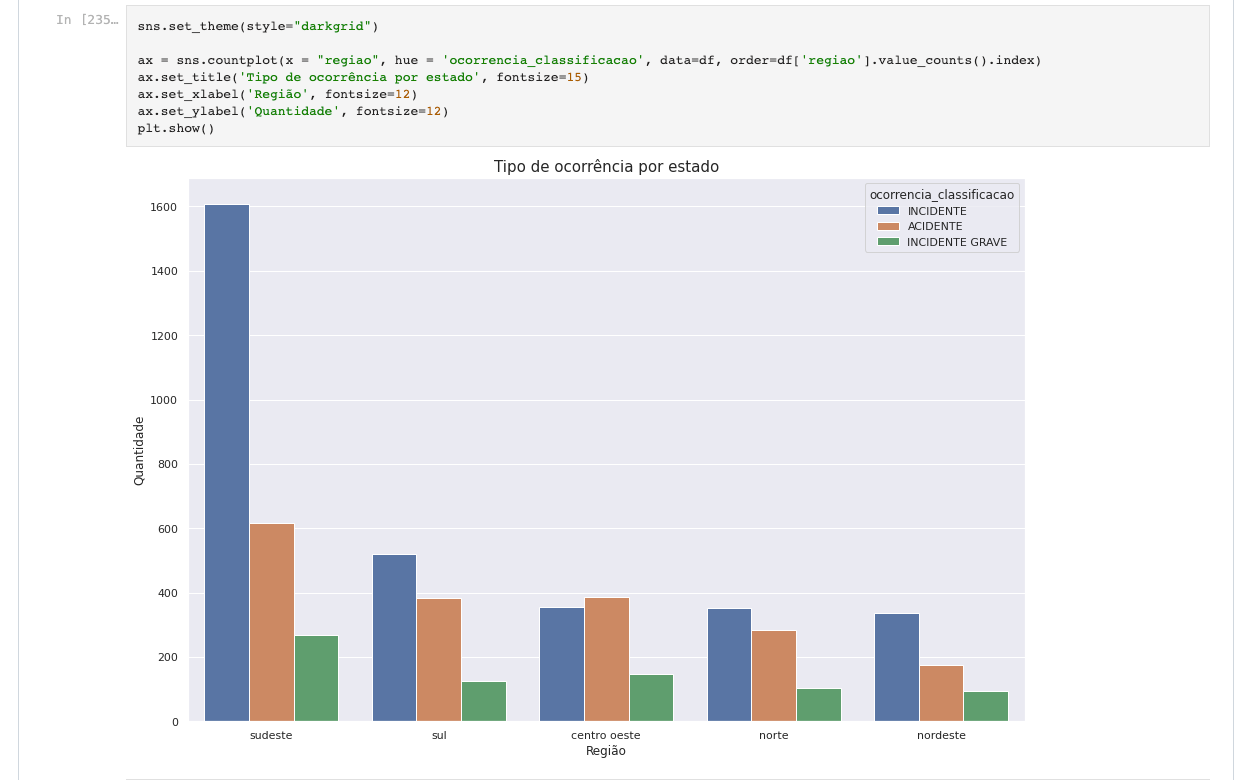 In [235…
sns.set_theme(style="darkgrid")
ax = sns.countplot(x = "regiao", hue = 'ocorrencia_classificacao', data=df, order=df['regiao'].value_counts().index)
ax.set_title('Tipo de ocorrência por estado', fontsize=15)
ax.set_xlabel('Região', fontsize=12)
ax.set_ylabel('Quantidade', fontsize=12)
plt.show()
Tipo de ocorrência por estado
ocorrencia_classificacao
INCIDENTE
ACIDENTE
INCIDENTE GRAVE
1600
1400
1200
1000
800
600
400
200
0
Quantidade
sudeste sul centro oeste norte nordeste
Região